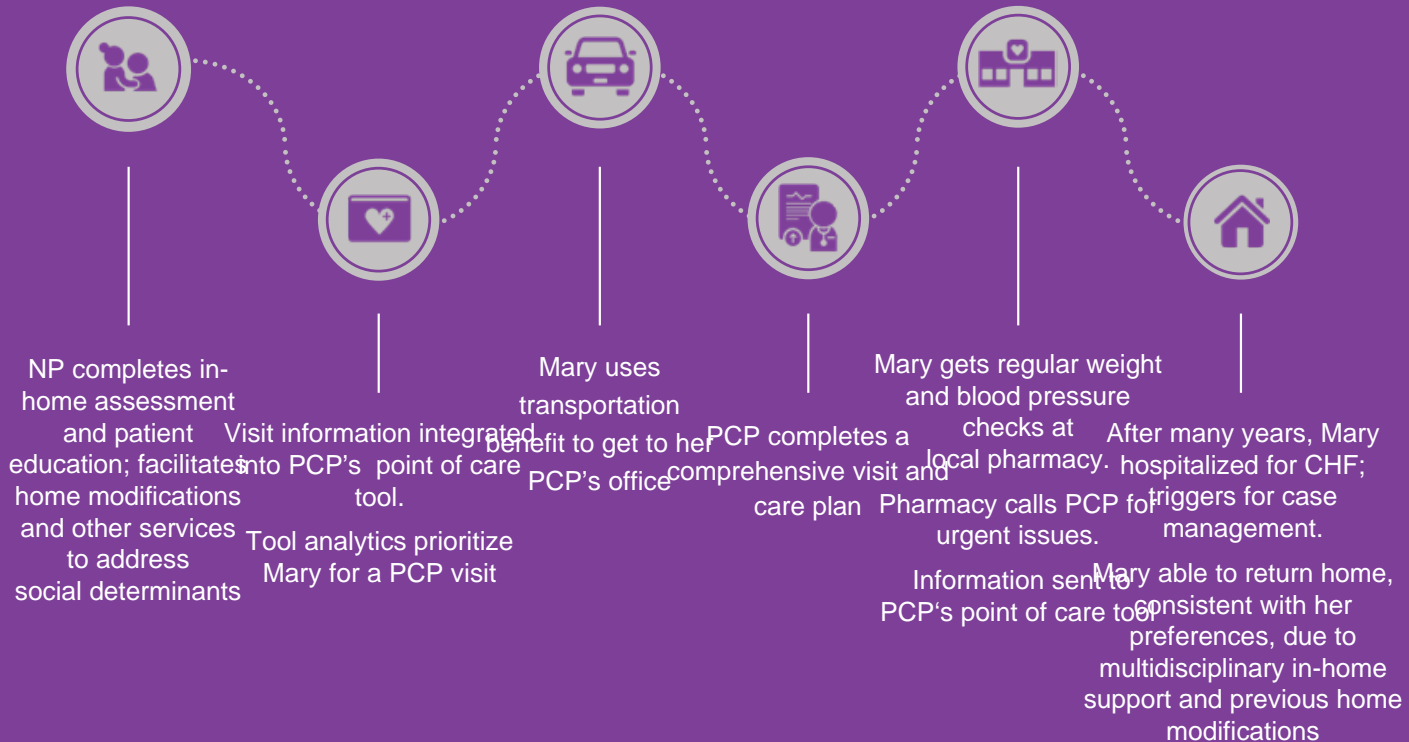 NP completes in-
home assessment
and patient
education; facilitates
home modifications
and other services
to address
social determinants
Visit information integrated
into PCP's point of care
tool.
Tool analytics prioritize
Mary for a PCP visit
Mary uses
transportation
benefit to get to her
PCP's office
PCP completes a
comprehensive visit and
care plan
Mary gets regular weight
and blood pressure
checks at
local pharmacy.
Pharmacy calls PCP for
urgent issues.
Information sent to
PCP‘s point of care tool
After many years, Mary
hospitalized for CHF;
triggers for case
management.
Mary able to return home,
consistent with her
preferences, due to
multidisciplinary in-home
support and previous home
modifications